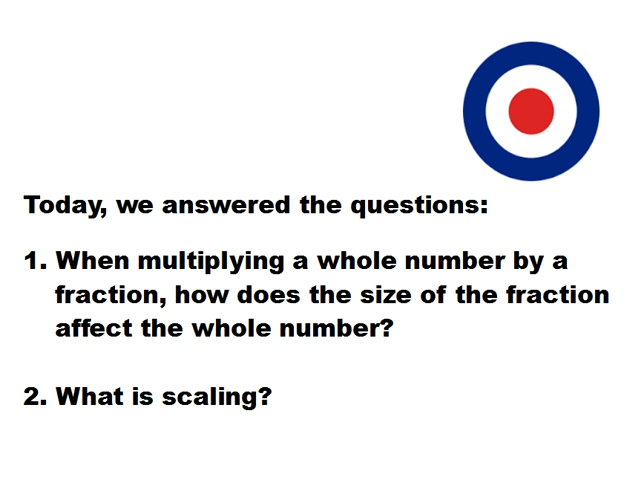 Today, we answered the questions:
1. When multiplying a whole number by a
fraction, how does the size of the fraction
affect the whole number?
2. What is scaling?